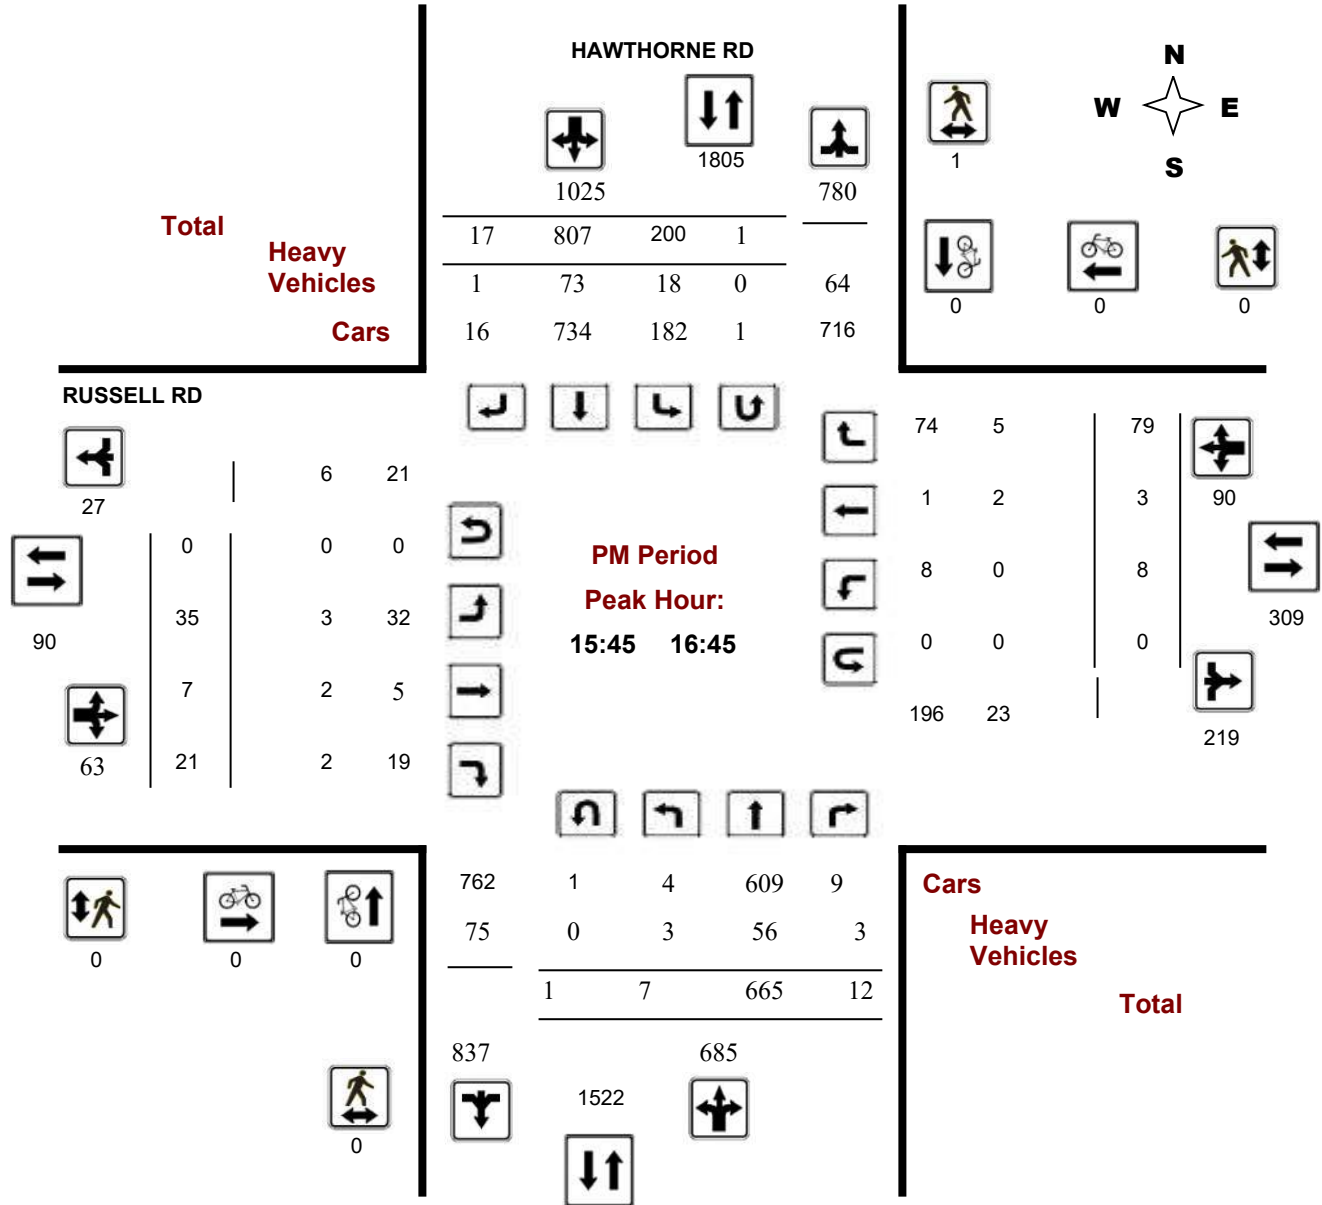 HAWTHORNE RD
N
W E
S
1805
1
1025 780
Total 17 807 200 1
Heavy
Vehicles 1 73 18 0 64
0 0 0
Cars 16 734 182 1 716
RUSSELL RD
74 5 79
6 21
27
1 2 3 90
0 0 0
PM Period
8 0 8
Peak Hour:
35 3 32
309
90
15:45 16:45
0 0 0
7 2 5
196 23
219
63 21 2 19
762 1 4 609 9 Cars
75 0 3 56 3 Heavy
Vehicles
0 0 0
1 7 665 12 Total
837 685
1522
0